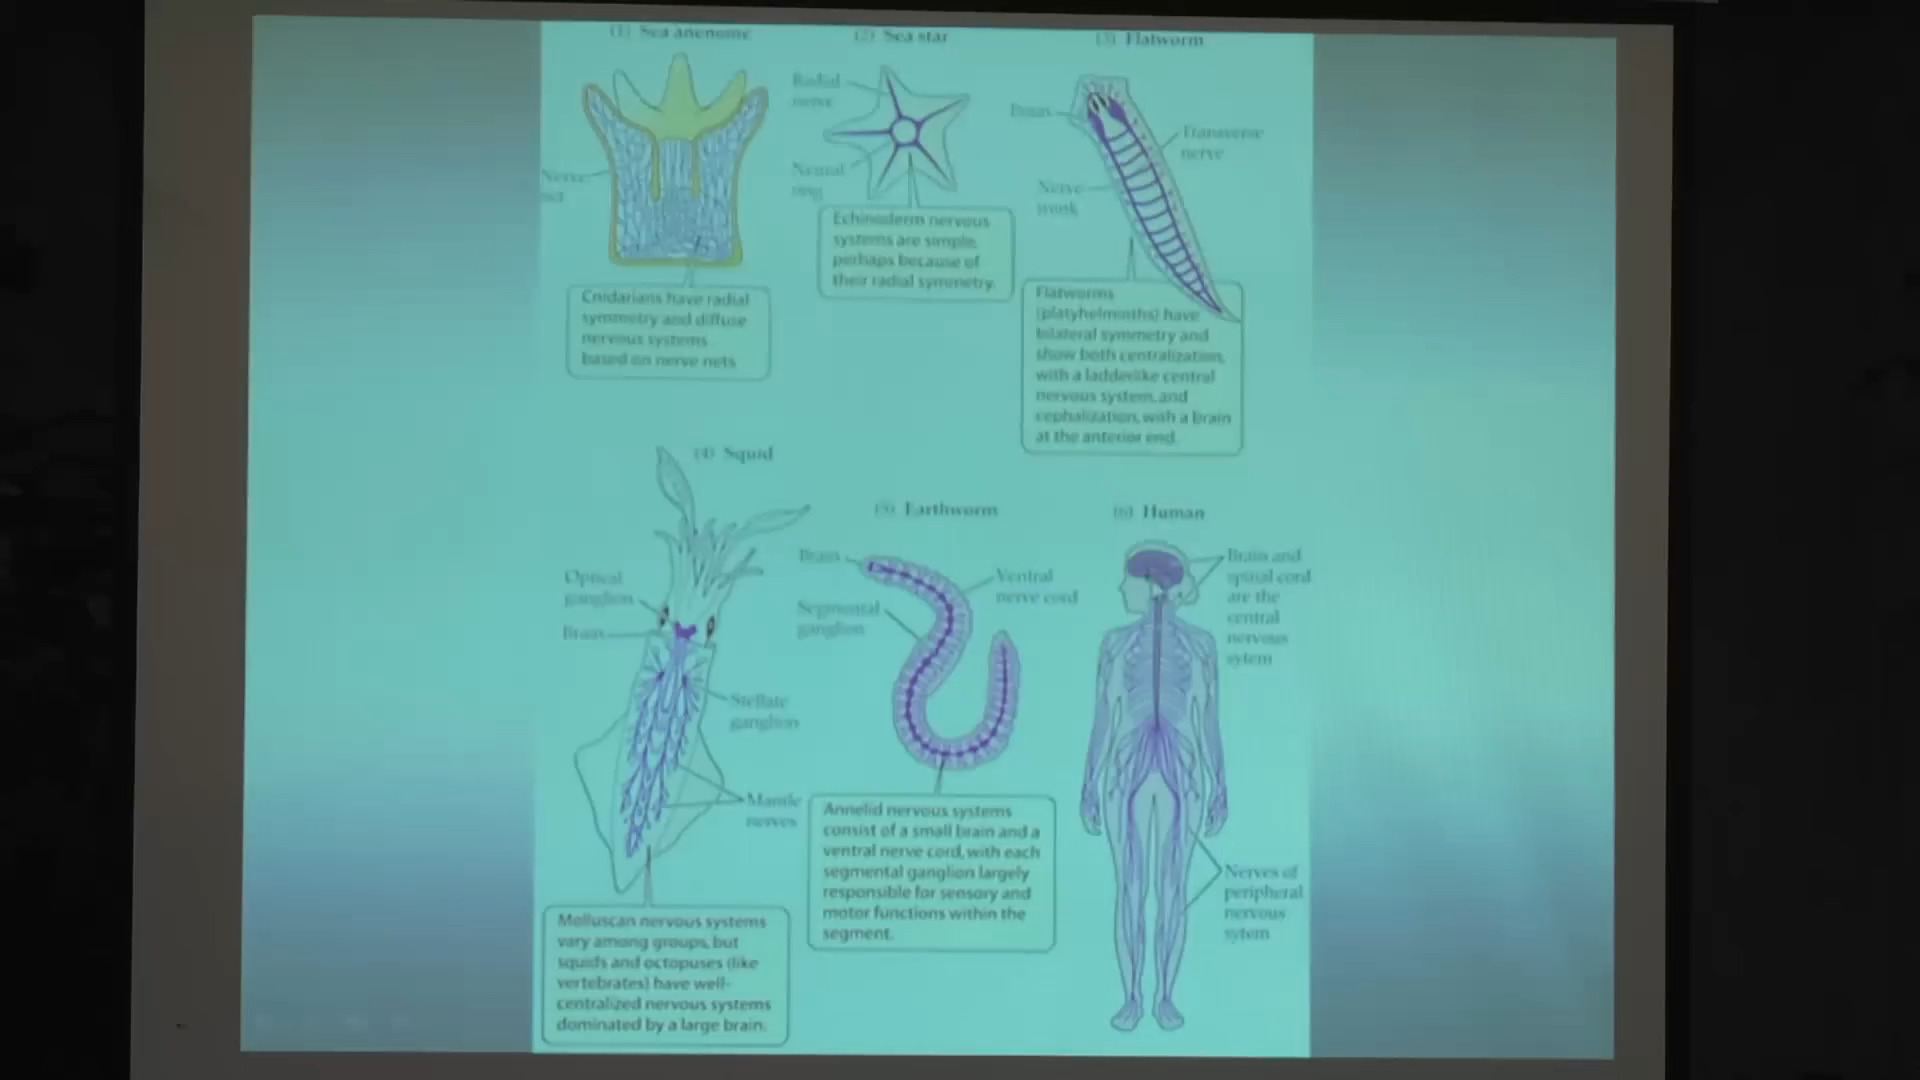 (1) Sea anenome
Nerve
net
Cnidarians have radial
symmetry and diffuse
nervous systems
based on nerve nets
(2) Sea star
Radial
nerve
Neural
ring
Echinoderm nervous
systems are simple,
perhaps because of
their radial symmetry.
(3) Flatworm
Brain
Transverse
nerve
Nerve
trunk
Flatworms
(platyhelminths) have
bilateral symmetry and
show both centralization,
with a ladderlike central
nervous system, and
cephalization, with a brain
at the anterior end.
(4) Squid
Optical
ganglion
Brain
Stellate
ganglion
Mantle
nerves
Molluscan nervous systems
vary among groups, but
squids and octopuses (like
vertebrates) have well-
centralized nervous systems
dominated by a large brain.
(5) Earthworm
Brain
Ventral
nerve cord
Segmental
ganglion
Annelid nervous systems
consist of a small brain and a
ventral nerve cord, with each
segmental ganglion largely
responsible for sensory and
motor functions within the
segment.
(6) Human
Brain and
spinal cord
are the
central
nervous
sytem
Nerves of
peripheral
nervous
sytem